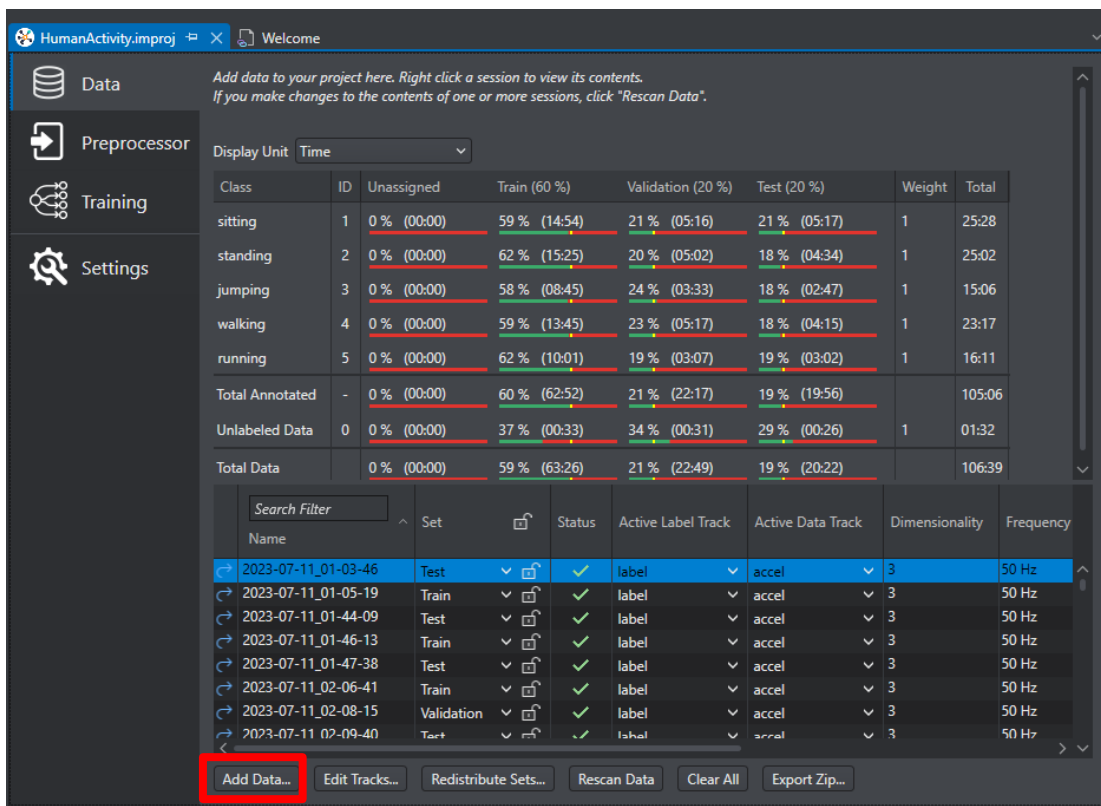 HumanActivity.improj Welcome
Data
Preprocessor
Training
Settings
Add data to your project here. Right click a session to view its contents.
If you make changes to the contents of one or more sessions, click "Rescan Data".
Display Unit Time
Class ID Unassigned Train (60 %) Validation (20 %) Test (20 %) Weight Total
sitting 1 0 % (00:00) 59 % (14:54) 21 % (05:16) 21 % (05:17) 1 25:28
standing 2 0 % (00:00) 62 % (15:25) 20 % (05:02) 18 % (04:34) 1 25:02
jumping 3 0 % (00:00) 58 % (08:45) 24 % (03:33) 18 % (02:47) 1 15:06
walking 4 0 % (00:00) 59 % (13:45) 23 % (05:17) 18 % (04:15) 1 23:17
running 5 0 % (00:00) 62 % (10:01) 19 % (03:07) 19 % (03:02) 1 16:11
Total Annotated - 0 % (00:00) 60 % (62:52) 21 % (22:17) 19 % (19:56) 105:06
Unlabeled Data 0 0 % (00:00) 37 % (00:33) 34 % (00:31) 29 % (00:26) 1 01:32
Total Data 0 % (00:00) 59 % (63:26) 21 % (22:49) 19 % (20:22) 106:39
Search Filter
Name Set Status Active Label Track Active Data Track Dimensionality Frequency
2023-07-11_01-03-46 Test label accel 3 50 Hz
2023-07-11_01-05-19 Train label accel 3 50 Hz
2023-07-11_01-44-09 Test label accel 3 50 Hz
2023-07-11_01-46-13 Train label accel 3 50 Hz
2023-07-11_01-47-38 Test label accel 3 50 Hz
2023-07-11_02-06-41 Train label accel 3 50 Hz
2023-07-11_02-08-15 Validation label accel 3 50 Hz
2023-07-11_02-09-40 Test label accel 3 50 Hz
Add Data... Edit Tracks... Redistribute Sets... Rescan Data Clear All Export Zip...